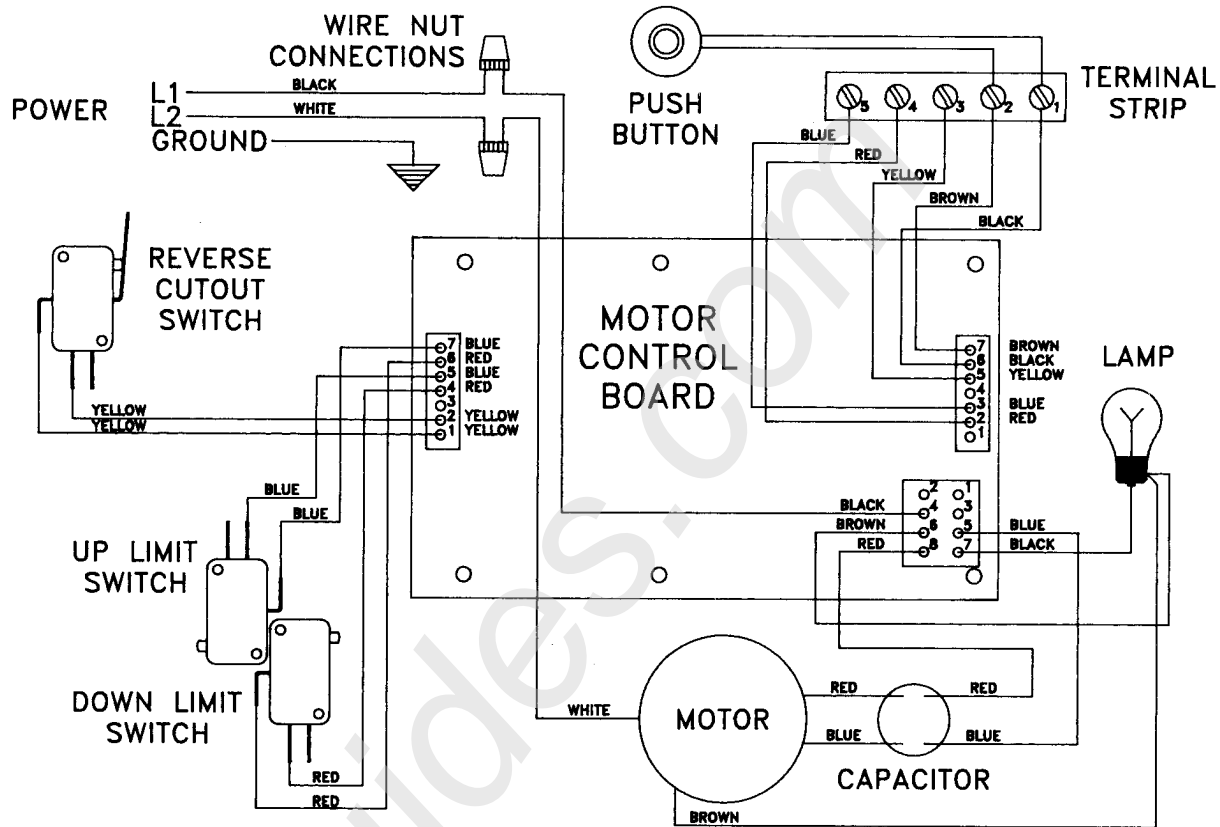 WIRE NUT
CONNECTIONS
POWER
L1
L2
GROUND
BLACK
WHITE
PUSH
BUTTON
5
4
3
2
1
TERMINAL
STRIP
BLUE
RED
YELLOW
BROWN
BLACK
REVERSE
CUTOUT
SWITCH
YELLOW
YELLOW
7 BLUE
6 RED
5 BLUE
4 RED
3
2 YELLOW
1 YELLOW
MOTOR
CONTROL
BOARD
7 BROWN
6 BLACK
5 YELLOW
4
3 BLUE
2 RED
1
LAMP
2 1
BLACK 4 3
BROWN 6 5 BLUE
RED 8 7 BLACK
BLUE
BLUE
UP LIMIT
SWITCH
DOWN LIMIT
SWITCH
RED
RED
WHITE
MOTOR
RED
RED
BLUE
BLUE
CAPACITOR
BROWN
ides.com